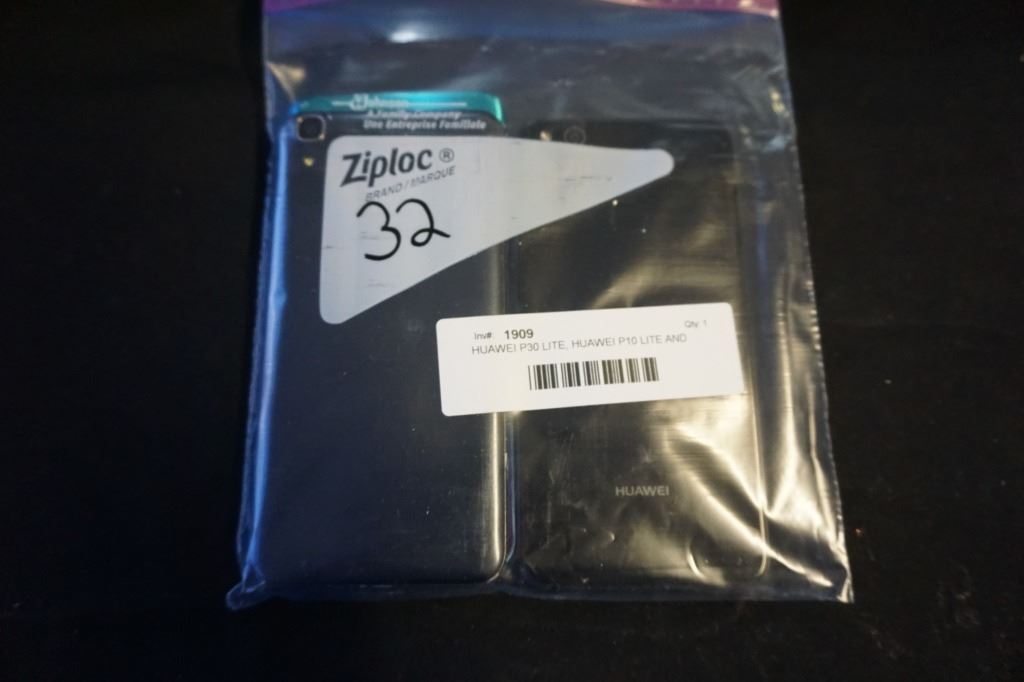 Johnson
A Family Company
Une Entreprise Familiale
Ziploc ®
BRAND / MARQUE
32
Inv#: 1909 Qty: 1
HUAWEI P30 LITE, HUAWEI P10 LITE AND
HUAWEI